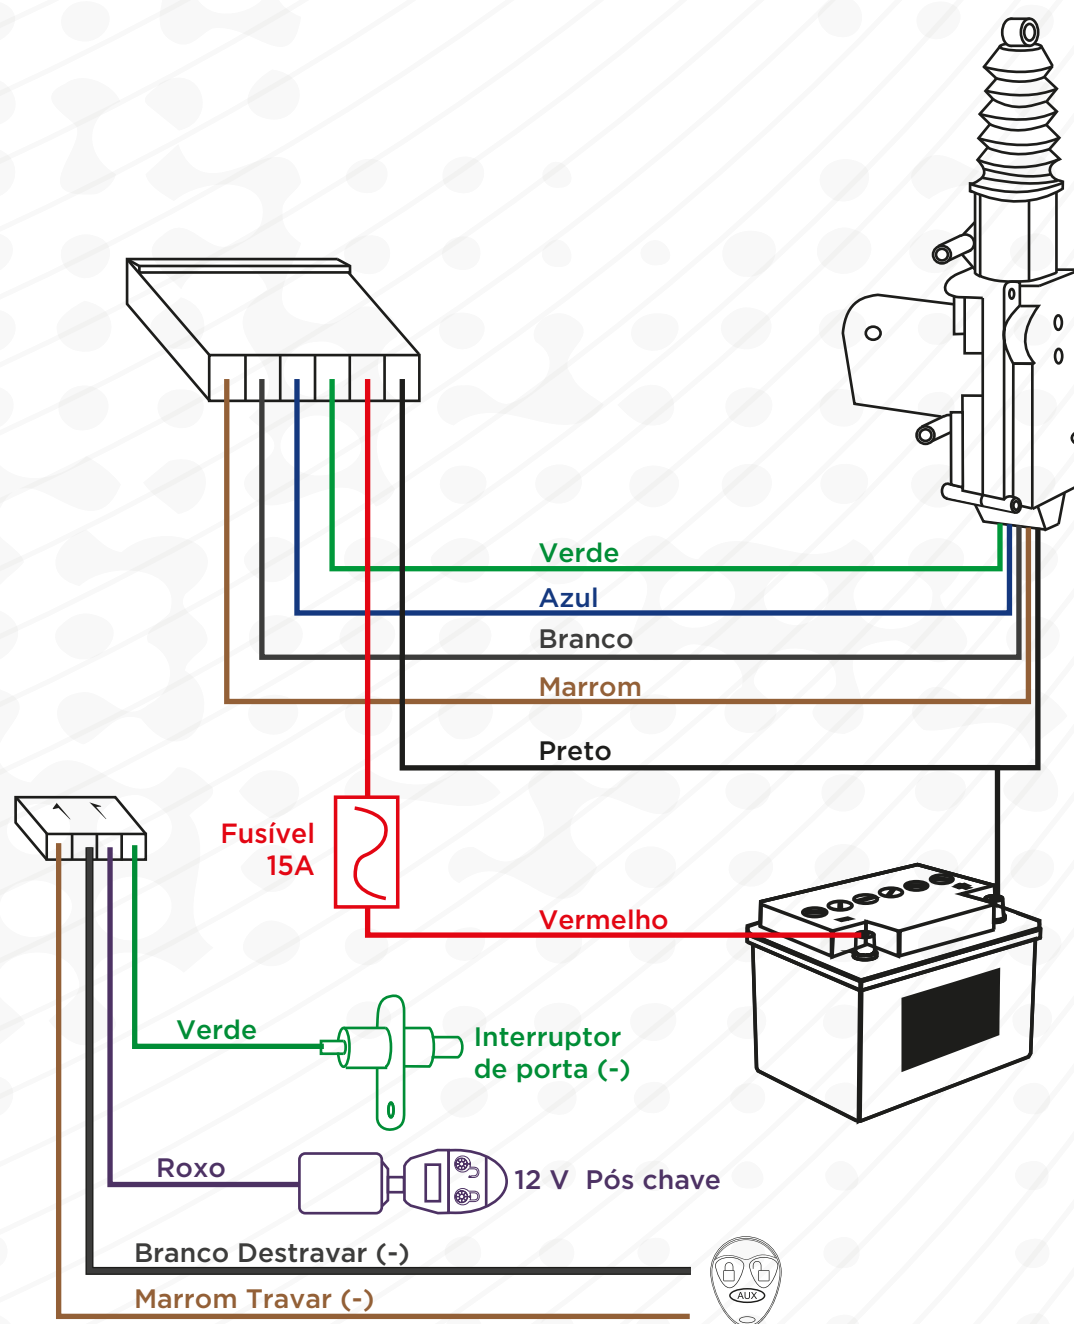 Verde
Azul
Branco
Marrom
Preto
Fusível
15A
Vermelho
Verde
Interruptor
de porta (-)
Roxo
12 V Pós chave
Branco Destravar (-)
Marrom Travar (-)
AUX